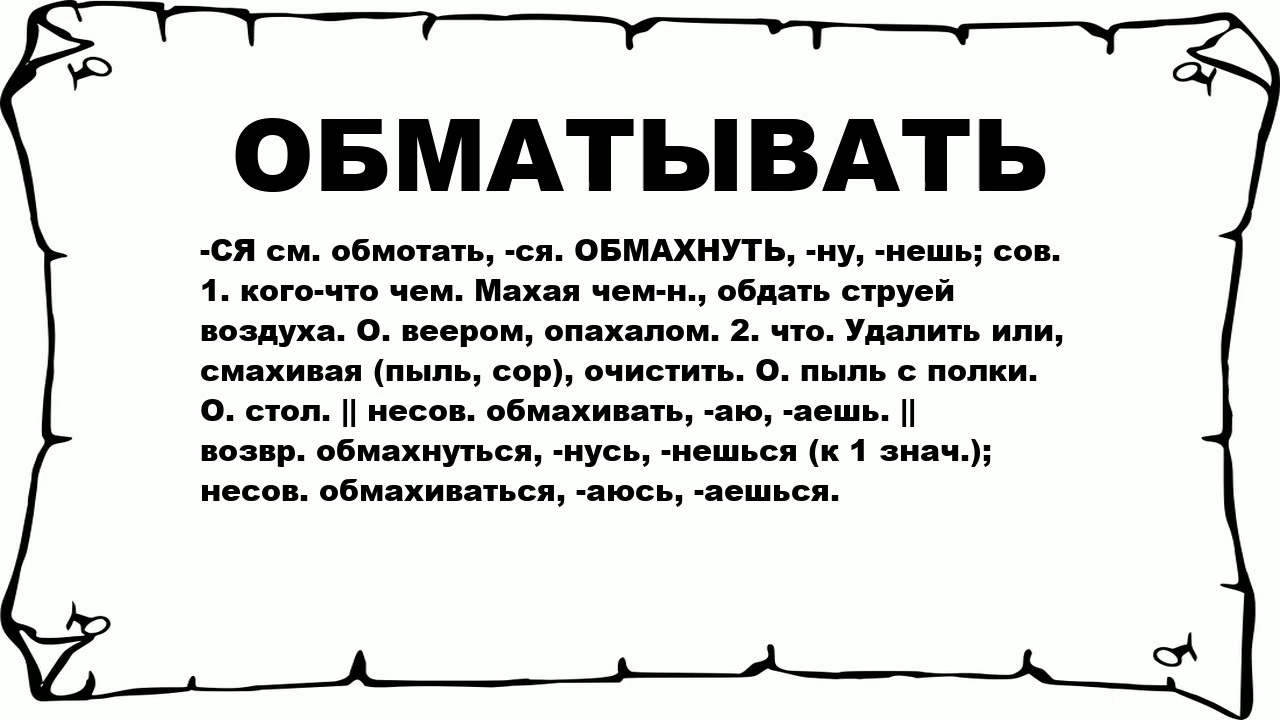 ОБМАТЫВАТЬ
-СЯ см. обмотать, -ся. ОБМАХНУТЬ, -ну, -нешь; сов.
1. кого-что чем. Махая чем-н., обдать струей
воздуха. О. веером, опахалом. 2. что. Удалить или,
смахивая (пыль, сор), очистить. О. пыль с полки.
О. стол. || несов. обмахивать, -аю, -аешь. ||
возвр. обмахнуться, -нусь, -нешься (к 1 знач.);
несов. обмахиваться, -аюсь, -аешься.